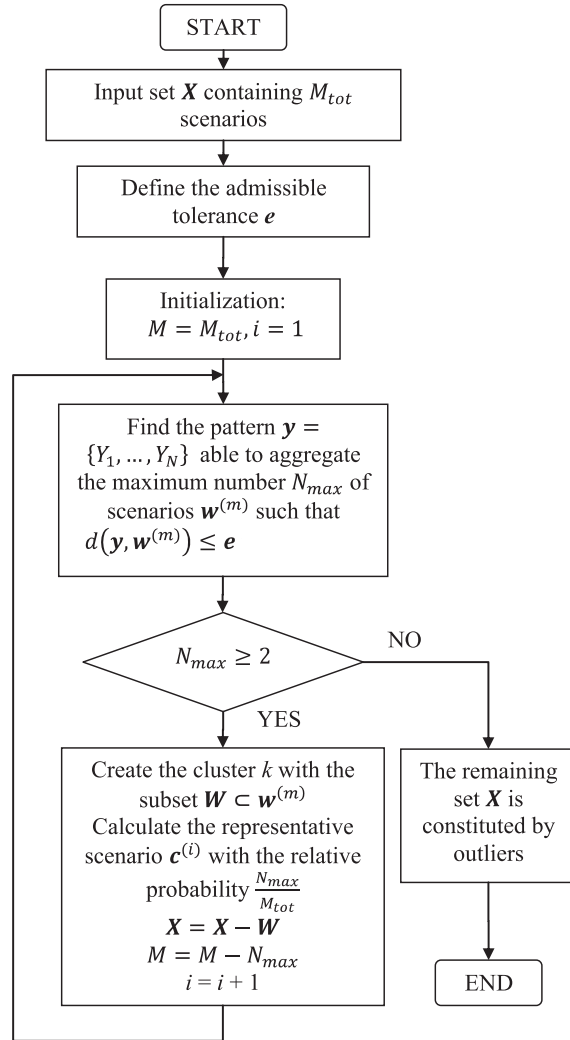 START
Input set X containing M_tot
scenarios
Define the admissible
tolerance e
Initialization:
M = M_tot, i = 1
Find the pattern y =
{Y_1, … , Y_N} able to aggregate
the maximum number N_max of
scenarios w^(m) such that
d(y, w^(m)) ≤ e
N_max ≥ 2
NO
YES
Create the cluster k with the
subset W ⊂ w^(m)
Calculate the representative
scenario c^(i) with the relative
probability N_max/M_tot
X = X − W
M = M − N_max
i = i + 1
The remaining
set X is
constituted by
outliers
END